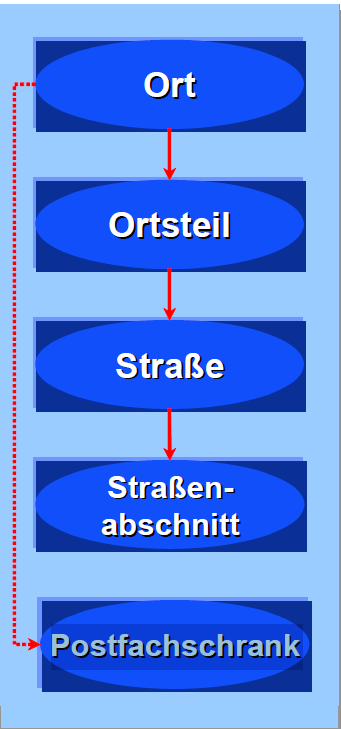 Ort
Ortsteil
Straße
Straßen-
abschnitt
Postfachschrank